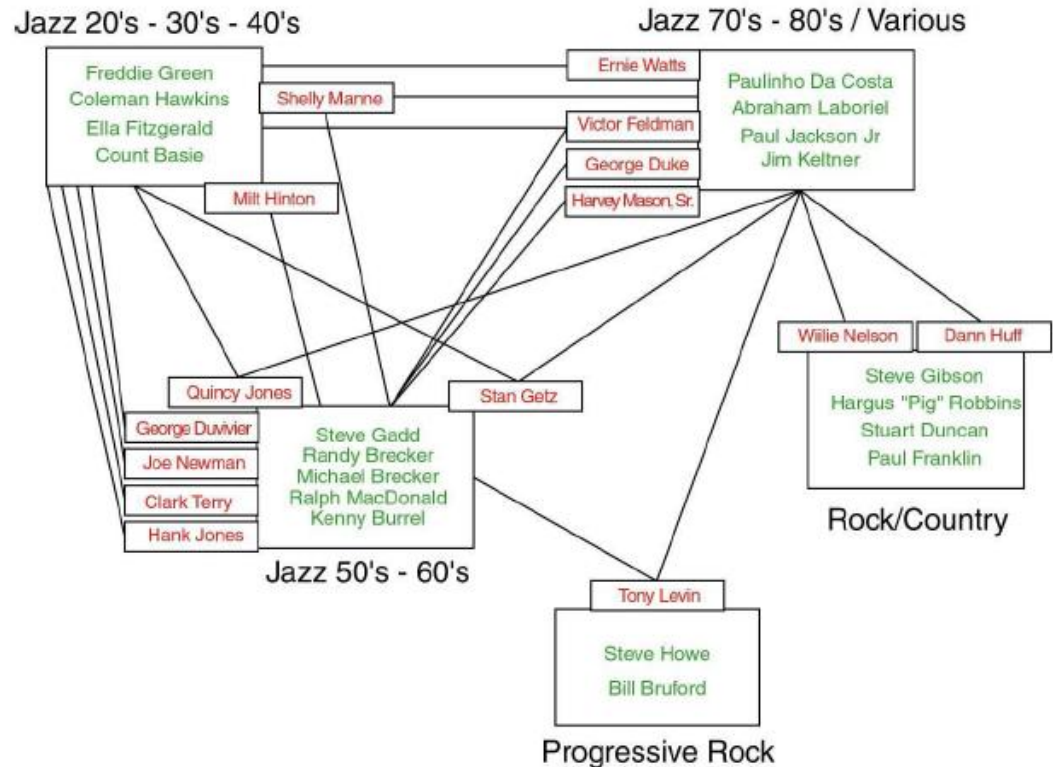 Jazz 20's - 30's - 40's
Freddie Green
Coleman Hawkins
Ella Fitzgerald
Count Basie
Shelly Manne
Milt Hinton
Jazz 70's - 80's / Various
Ernie Watts
Victor Feldman
George Duke
Harvey Mason, Sr.
Paulinho Da Costa
Abraham Laboriel
Paul Jackson Jr
Jim Keltner
Quincy Jones
George Duvivier
Joe Newman
Clark Terry
Hank Jones
Stan Getz
Steve Gadd
Randy Brecker
Michael Brecker
Ralph MacDonald
Kenny Burrel
Jazz 50's - 60's
Wiilie Nelson
Dann Huff
Steve Gibson
Hargus "Pig" Robbins
Stuart Duncan
Paul Franklin
Rock/Country
Tony Levin
Steve Howe
Bill Bruford
Progressive Rock